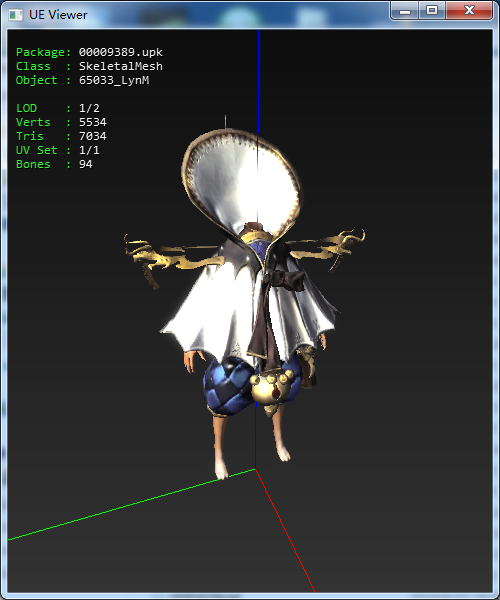 UE Viewer
Package: 00009389.upk
Class : SkeletalMesh
Object : 65033_LynM
LOD : 1/2
Verts : 5534
Tris : 7034
UV Set : 1/1
Bones : 94